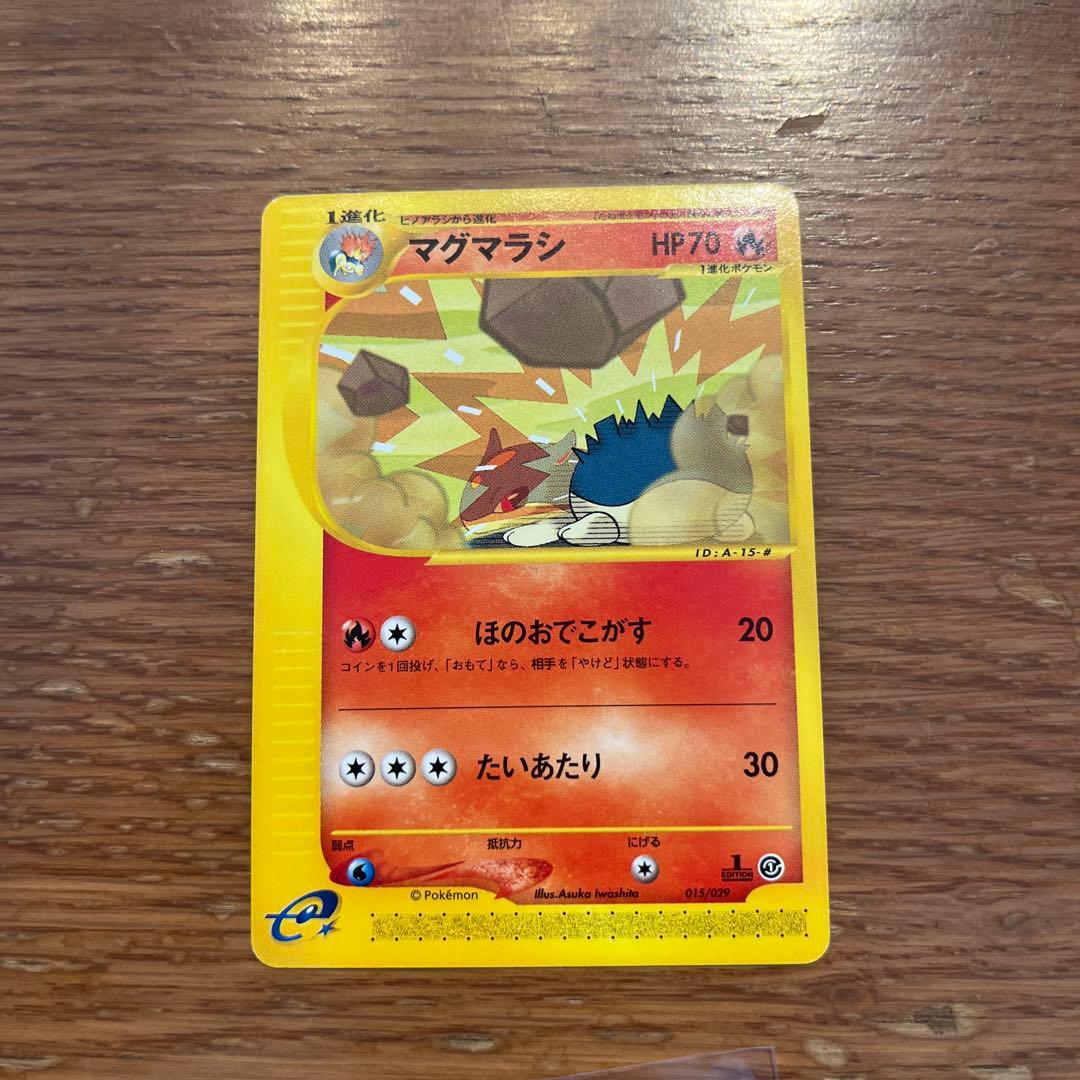 1進化
ヒノアラシから進化
マグマラシ
HP70
1進化ポケモン
ID:A-15-#
ほのおでこがす 20
コインを1回投げ、「おもて」なら、相手を「やけど」状態にする。
たいあたり 30
弱点 抵抗力 にげる
1 EDITION
© Pokémon Illus.Asuka Iwashita 015/029
e